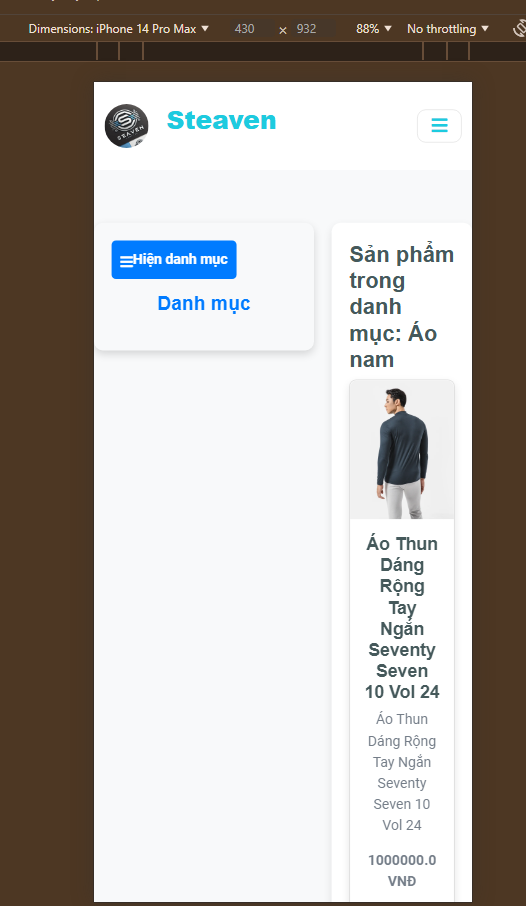 Dimensions: iPhone 14 Pro Max ▼ 430 × 932 88% ▼ No throttling ▼
SEAVEN
Steaven
Hiện danh mục
Danh mục
Sản phẩm
trong
danh
mục: Áo
nam
Áo Thun
Dáng
Rộng
Tay
Ngắn
Seventy
Seven
10 Vol 24
Áo Thun
Dáng Rộng
Tay Ngắn
Seventy
Seven 10
Vol 24
1000000.0
VNĐ